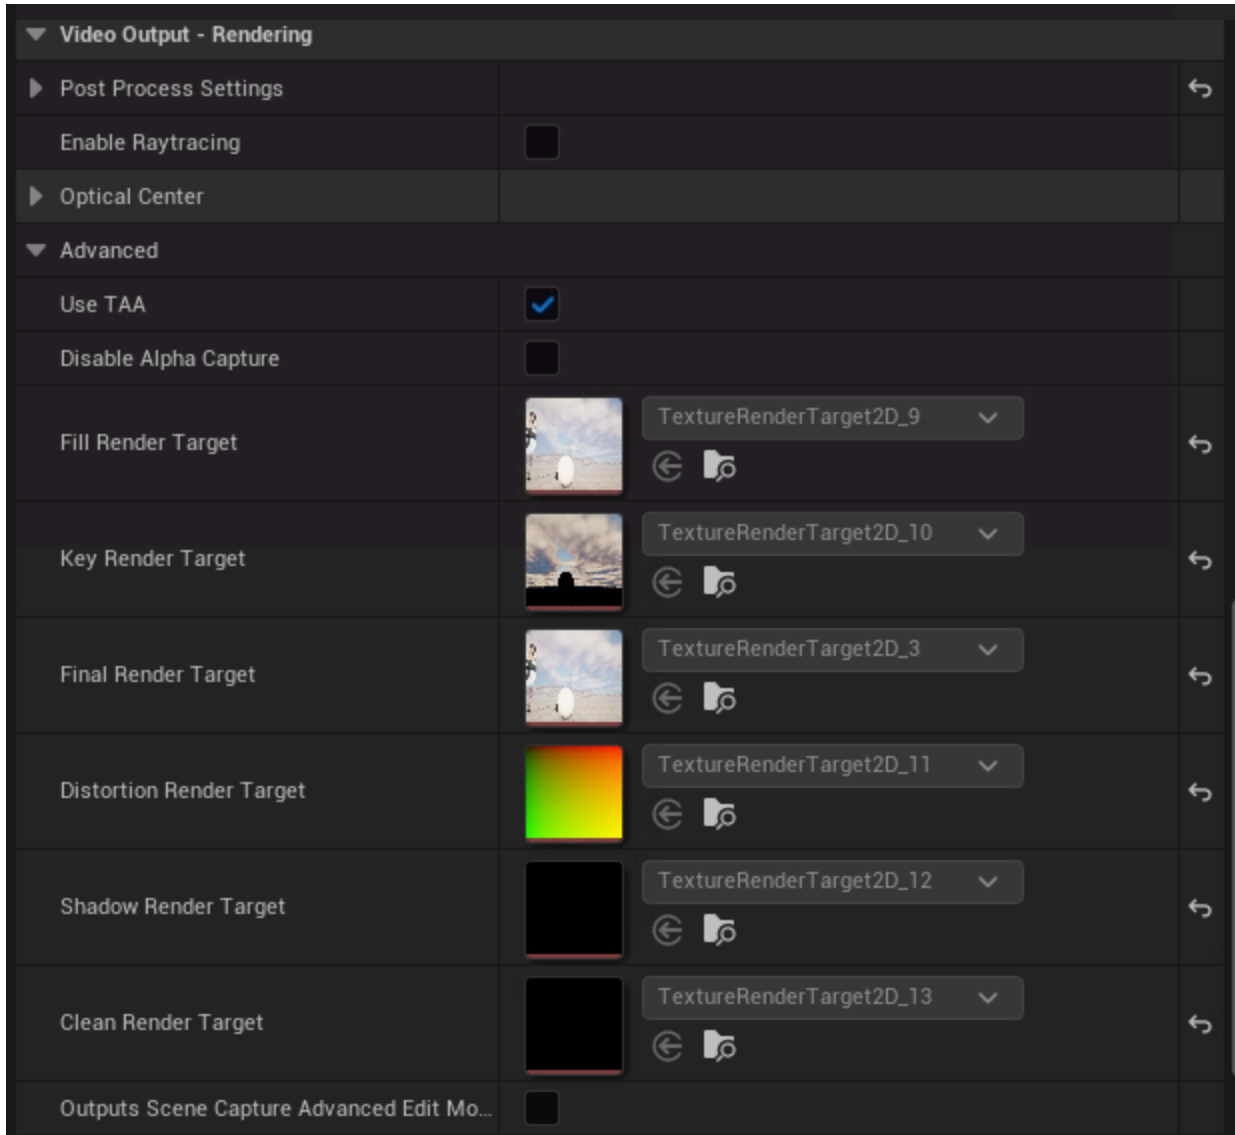 Video Output - Rendering
Post Process Settings
Enable Raytracing
Optical Center
Advanced
Use TAA
Disable Alpha Capture
Fill Render Target
TextureRenderTarget2D_9
Key Render Target
TextureRenderTarget2D_10
Final Render Target
TextureRenderTarget2D_3
Distortion Render Target
TextureRenderTarget2D_11
Shadow Render Target
TextureRenderTarget2D_12
Clean Render Target
TextureRenderTarget2D_13
Outputs Scene Capture Advanced Edit Mo...